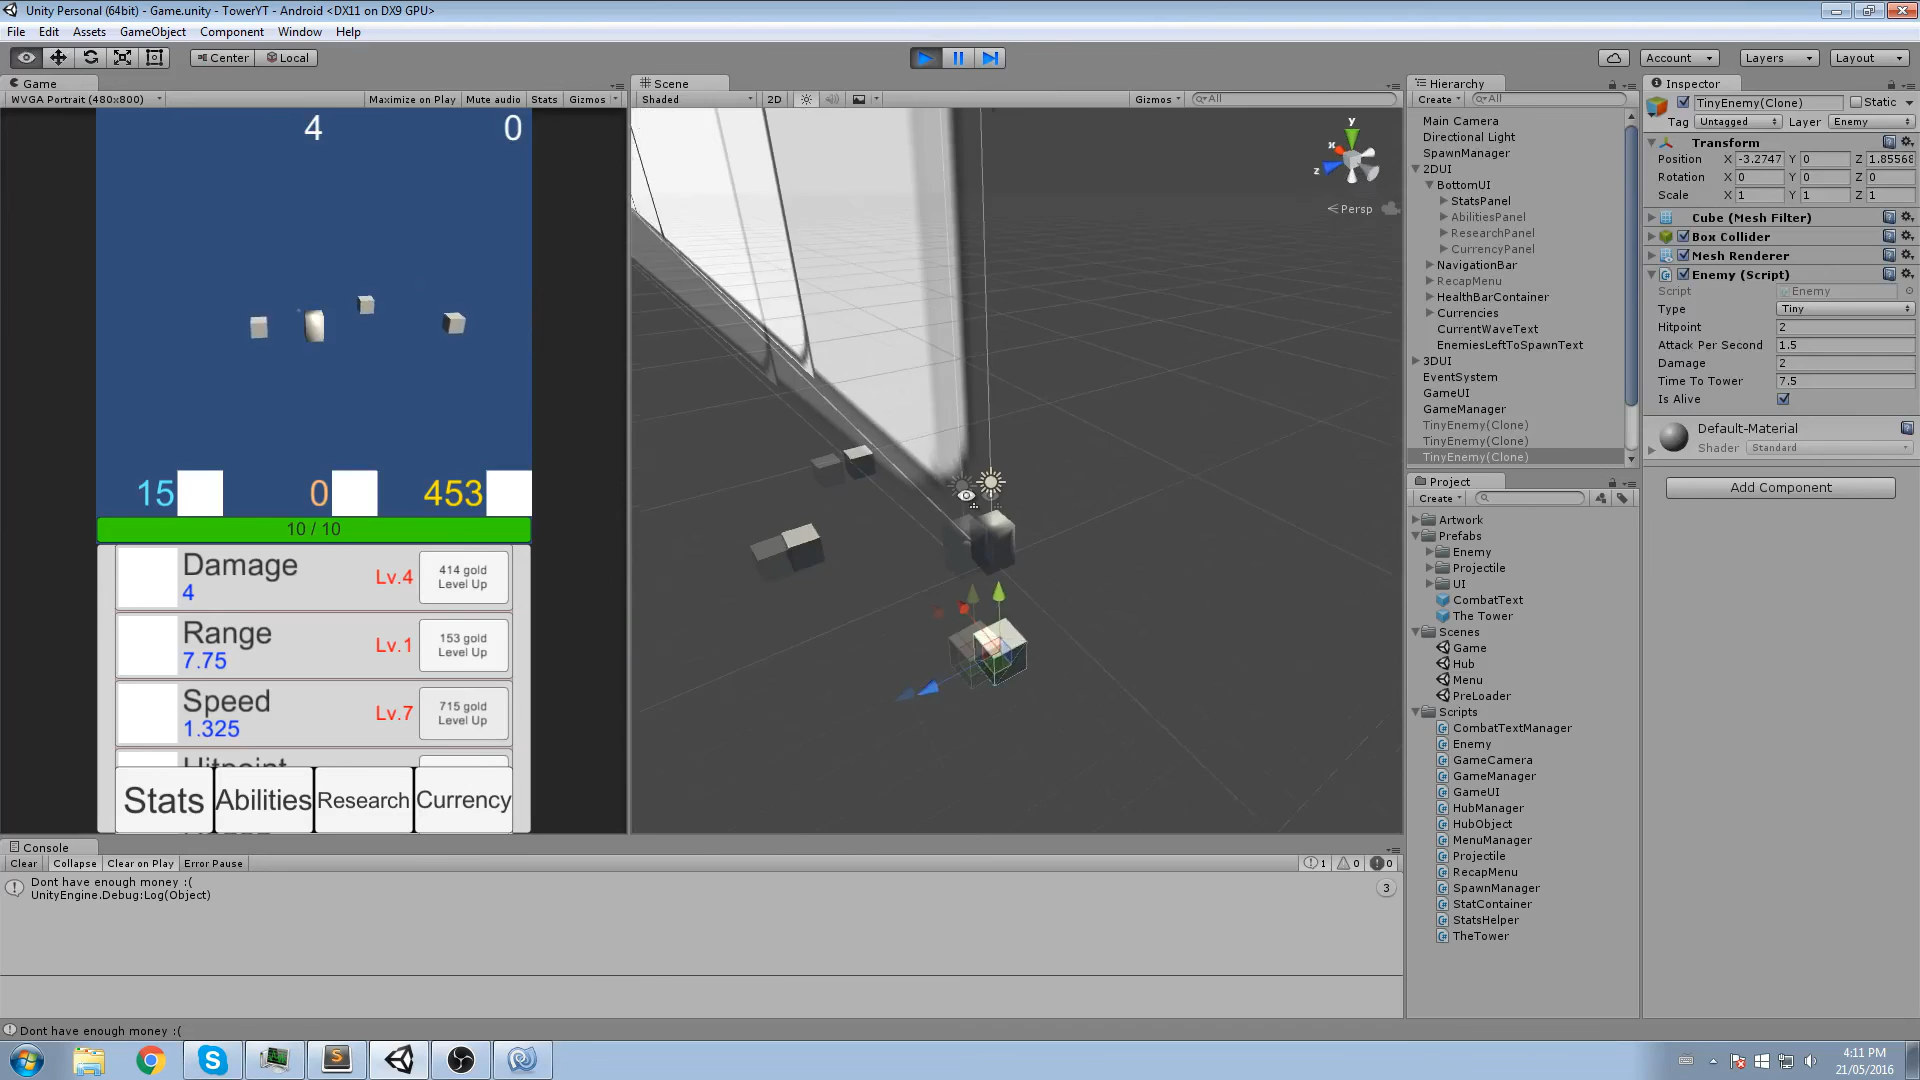 Unity Personal (64bit) - Game.unity - TowerYT - Android <DX11 on DX9 GPU>
File Edit Assets GameObject Component Window Help
Center Local Account Layers Layout
Game
WVGA Portrait (480x800) Maximize on Play Mute audio Stats Gizmos
4 0
15 0 453
10 / 10
Damage
4
Lv.4
414 gold
Level Up
Range
7.75
Lv.1
153 gold
Level Up
Speed
1.325
Lv.7
715 gold
Level Up
Hitpoint
Stats Abilities Research Currency
Scene
Shaded 2D Gizmos All
y
x
z
Persp
Hierarchy
Create All
Main Camera
Directional Light
SpawnManager
2DUI
BottomUI
StatsPanel
AbilitiesPanel
ResearchPanel
CurrencyPanel
NavigationBar
RecapMenu
HealthBarContainer
Currencies
CurrentWaveText
EnemiesLeftToSpawnText
3DUI
EventSystem
GameUI
GameManager
TinyEnemy(Clone)
TinyEnemy(Clone)
TinyEnemy(Clone)
Project
Create
Artwork
Prefabs
Enemy
Projectile
UI
CombatText
The Tower
Scenes
Game
Hub
Menu
PreLoader
Scripts
CombatTextManager
Enemy
GameCamera
GameManager
GameUI
HubManager
HubObject
MenuManager
Projectile
RecapMenu
SpawnManager
StatContainer
StatsHelper
TheTower
Inspector
TinyEnemy(Clone) Static
Tag Untagged Layer Enemy
Transform
Position X -3.2747 Y 0 Z 1.85568
Rotation X 0 Y 0 Z 0
Scale X 1 Y 1 Z 1
Cube (Mesh Filter)
Box Collider
Mesh Renderer
Enemy (Script)
Script Enemy
Type Tiny
Hitpoint 2
Attack Per Second 1.5
Damage 2
Time To Tower 7.5
Is Alive
Default-Material
Shader Standard
Add Component
Console
Clear Collapse Clear on Play Error Pause 1 0 0
Dont have enough money :(
UnityEngine.Debug:Log(Object)
3
Dont have enough money :(
4:11 PM
21/05/2016